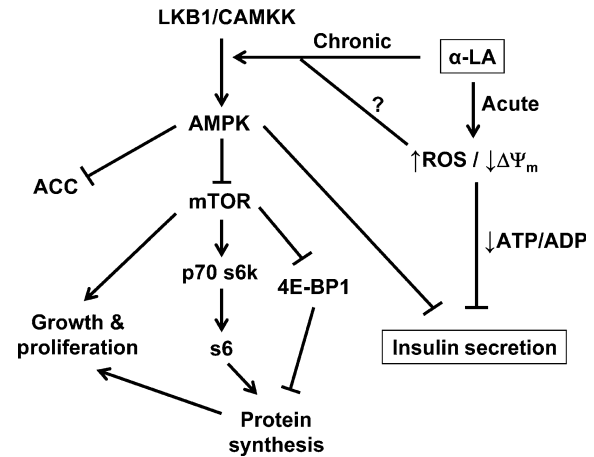 LKB1/CAMKK
Chronic
α-LA
?
Acute
AMPK
↑ROS / ↓ΔΨm
ACC
mTOR
↓ATP/ADP
p70 s6k
4E-BP1
Growth &
proliferation
s6
Insulin secretion
Protein
synthesis